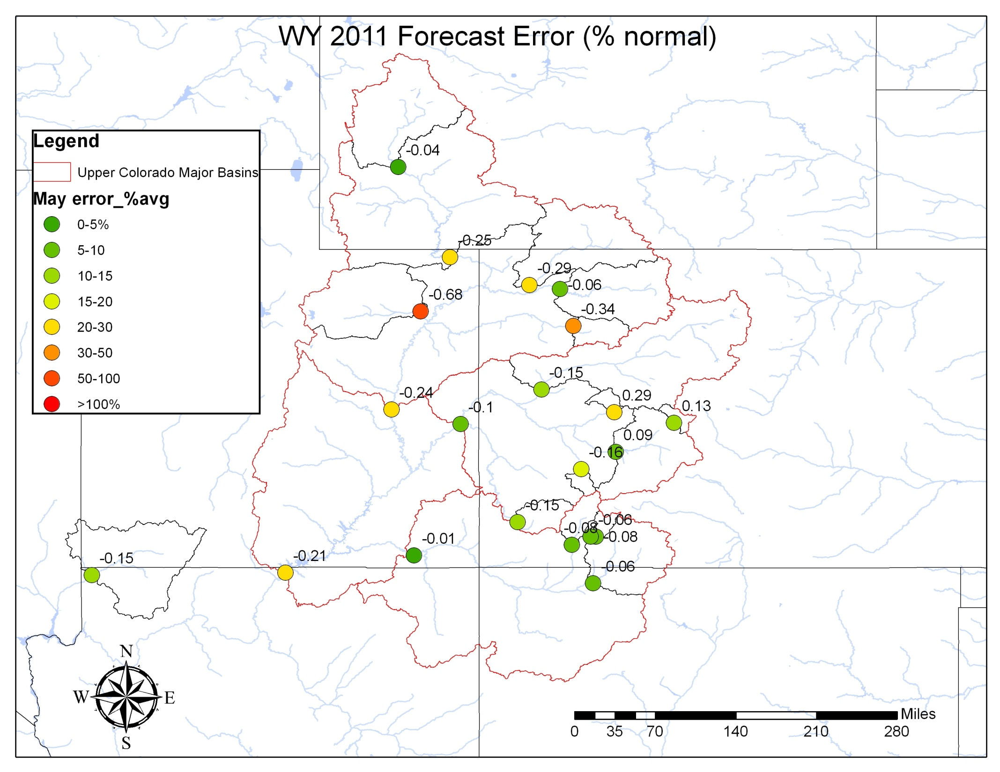 WY 2011 Forecast Error (% normal)
Legend
Upper Colorado Major Basins
May error_%avg
0-5%
5-10
10-15
15-20
20-30
30-50
50-100
>100%
-0.04
-0.25
-0.29
-0.06
-0.68
-0.34
-0.15
-0.24
0.29
-0.1
0.13
0.09
-0.16
-0.15
-0.06
-0.08
-0.08
-0.01
-0.21
-0.15
-0.06
N
W
E
S
Miles
0 35 70 140 210 280